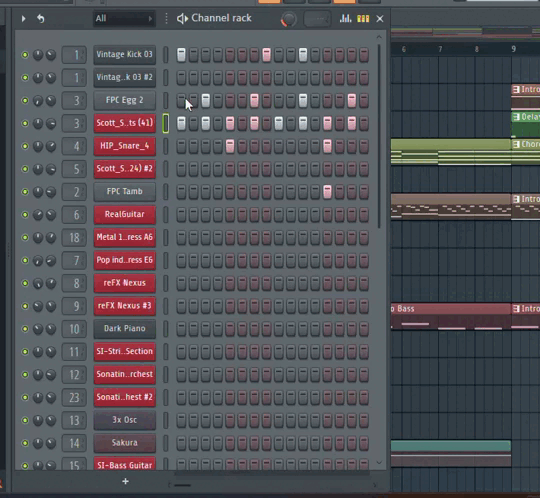 All
Channel rack
6 7 8 9
1 Vintage Kick 03
1 Vintag..k 03 #2
3 FPC Egg 2
Intro
3 Scott_S..ts (41)
Delay
4 HIP_Snare_4
Chor
5 Scott_S..24) #2
2 FPC Tamb
Intro
6 RealGuitar
18 Metal 1..ress A6
7 Pop ind..ress E6
8 reFX Nexus
9 reFX Nexus #3
o Bass
Intro
10 Dark Piano
11 SI-Stri..Section
12 Sonatin..rchest
23 Sonati..hest #2
13 3x Osc
14 Sakura
15 SI-Bass Guitar
+